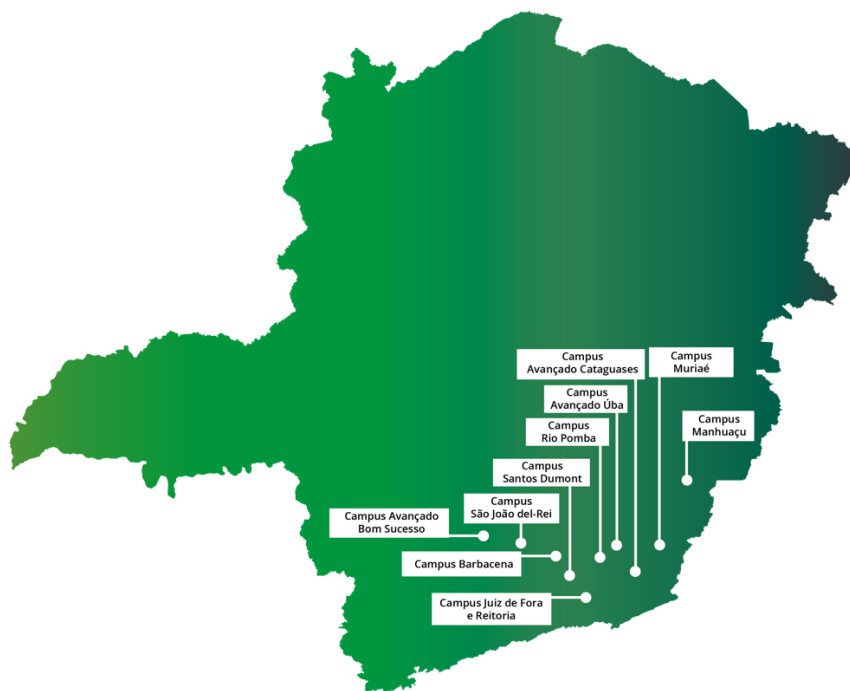 Campus
Avançado Cataguases
Campus
Muriaé
Campus
Avançado Úba
Campus
Rio Pomba
Campus
Manhuaçu
Campus
Santos Dumont
Campus
São João del-Rei
Campus Avançado
Bom Sucesso
Campus Barbacena
Campus Juiz de Fora
e Reitoria